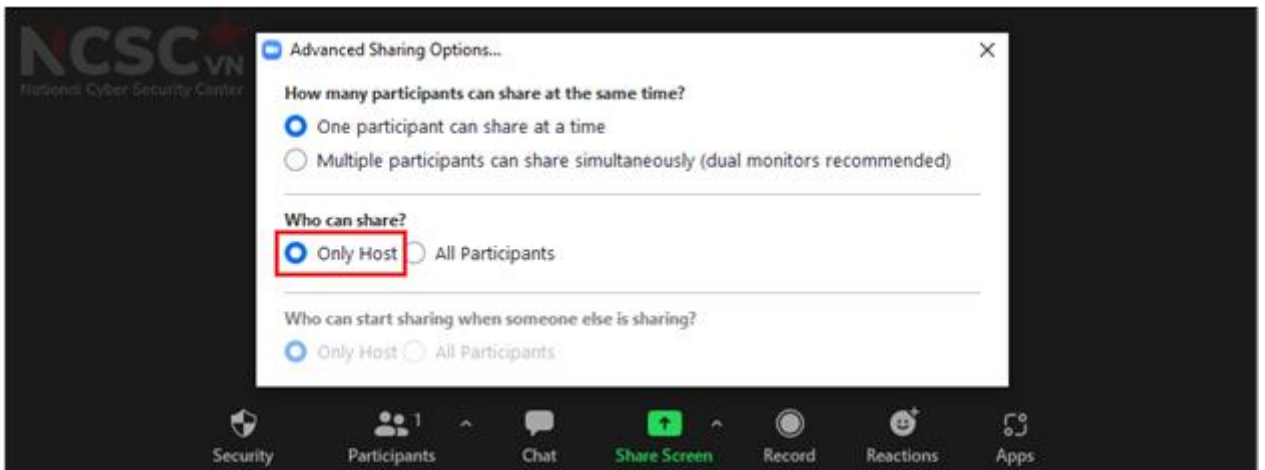 NCSC VN
National Cyber Security Center
Advanced Sharing Options...
How many participants can share at the same time?
One participant can share at a time
Multiple participants can share simultaneously (dual monitors recommended)
Who can share?
Only Host All Participants
Who can start sharing when someone else is sharing?
Only Host All Participants
1
Security Participants Chat Share Screen Record Reactions Apps